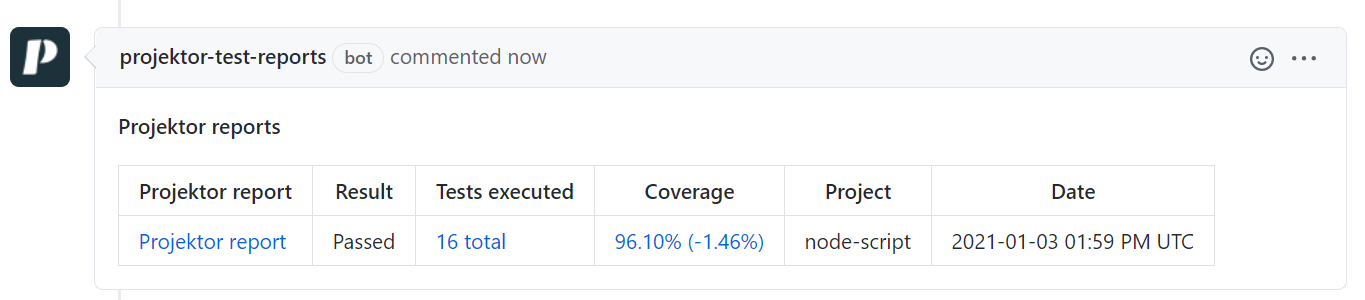 projektor-test-reports bot commented now
Projektor reports
Projektor report Result Tests executed Coverage Project Date
Projektor report Passed 16 total 96.10% (-1.46%) node-script 2021-01-03 01:59 PM UTC